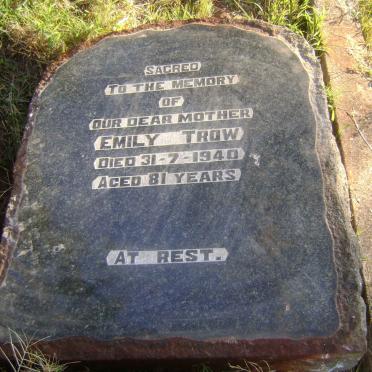 SACRED
TO THE MEMORY
OF
OUR DEAR MOTHER
EMILY TROW
DIED 31-7-1940
AGED 81 YEARS
AT REST.